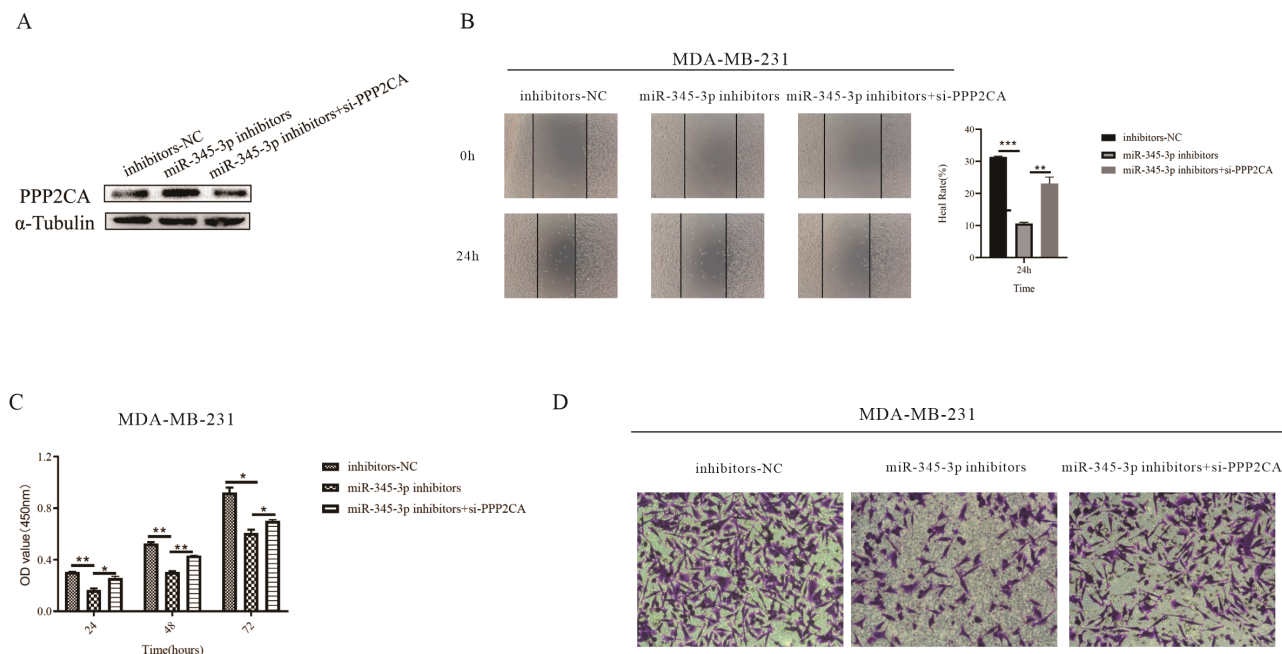 A
inhibitors-NC
miR-345-3p inhibitors
miR-345-3p inhibitors+si-PPP2CA
PPP2CA
α-Tubulin
B
MDA-MB-231
inhibitors-NC miR-345-3p inhibitors miR-345-3p inhibitors+si-PPP2CA
0h
24h
Heal Rate(%)
40
30
20
10
0
*** **
24h
Time
inhibitors-NC
miR-345-3p inhibitors
miR-345-3p inhibitors+si-PPP2CA
C
MDA-MB-231
OD value(450nm)
1.2
0.8
0.4
0.0
** *
** **
* *
24 48 72
Time(hours)
inhibitors-NC
miR-345-3p inhibitors
miR-345-3p inhibitors+si-PPP2CA
D
MDA-MB-231
inhibitors-NC miR-345-3p inhibitors miR-345-3p inhibitors+si-PPP2CA